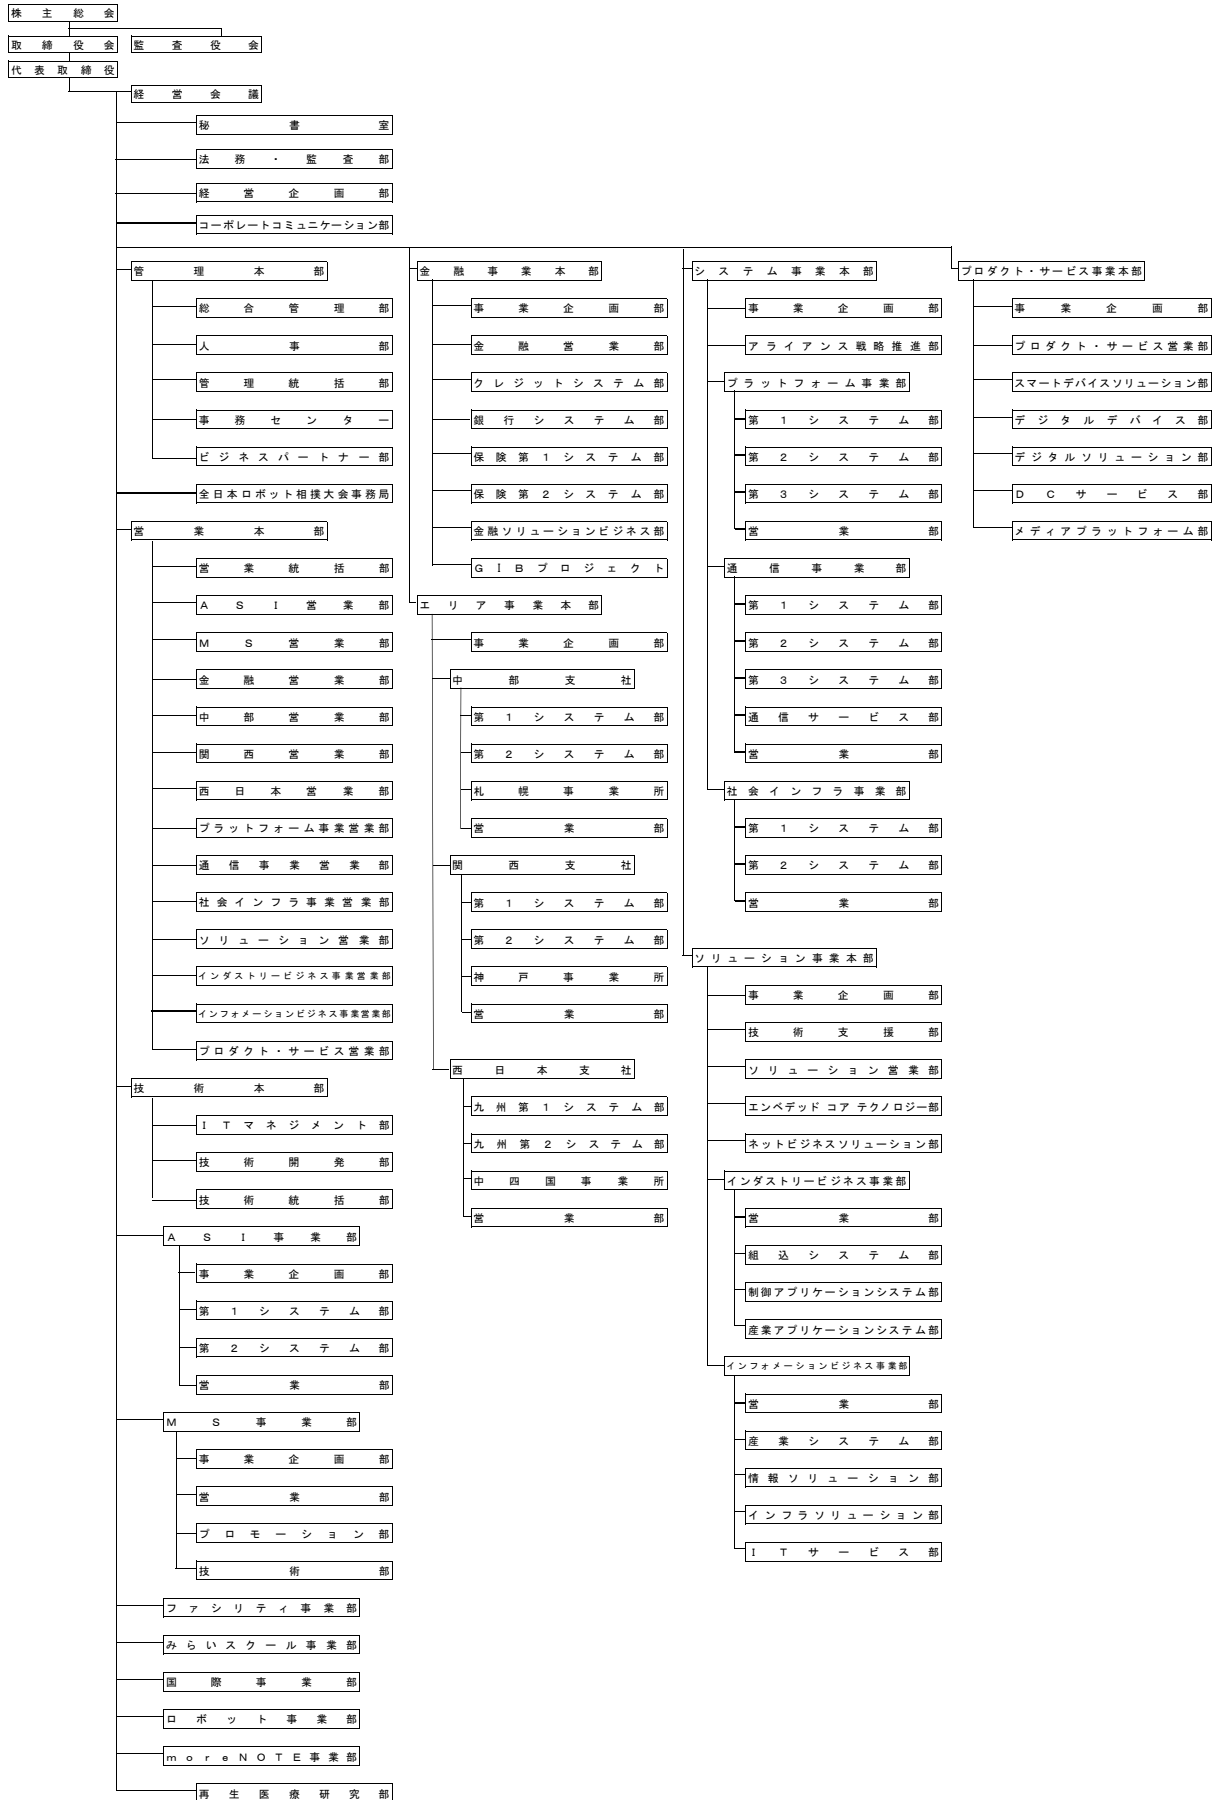 株主総会
取締役会
監査役会
代表取締役
経営会議
秘書室
法務・監査部
経営企画部
コーポレートコミュニケーション部
管理本部
総合管理部
人事部
管理統括部
事務センター
ビジネスパートナー部
全日本ロボット相撲大会事務局
営業本部
営業統括部
ASI営業部
MS営業部
金融営業部
中部営業部
関西営業部
西日本営業部
プラットフォーム事業営業部
通信事業営業部
社会インフラ事業営業部
ソリューション営業部
インダストリービジネス事業営業部
インフォメーションビジネス事業営業部
プロダクト・サービス営業部
技術本部
ITマネジメント部
技術開発部
技術統括部
ASI事業部
事業企画部
第1システム部
第2システム部
営業部
MS事業部
事業企画部
営業部
プロモーション部
技術部
ファシリティ事業部
みらいスクール事業部
国際事業部
ロボット事業部
moreNOTE事業部
再生医療研究部
金融事業本部
事業企画部
金融営業部
クレジットシステム部
銀行システム部
保険第1システム部
保険第2システム部
金融ソリューションビジネス部
GIBプロジェクト
エリア事業本部
事業企画部
中部支社
第1システム部
第2システム部
札幌事業所
営業部
関西支社
第1システム部
第2システム部
神戸事業所
営業部
西日本支社
九州第1システム部
九州第2システム部
中四国事業所
営業部
システム事業本部
事業企画部
アライアンス戦略推進部
プラットフォーム事業部
第1システム部
第2システム部
第3システム部
営業部
通信事業部
第1システム部
第2システム部
第3システム部
通信サービス部
営業部
社会インフラ事業部
第1システム部
第2システム部
営業部
ソリューション事業本部
事業企画部
技術支援部
ソリューション営業部
エンベデッド コア テクノロジー部
ネットビジネスソリューション部
インダストリービジネス事業部
営業部
組込システム部
制御アプリケーションシステム部
産業アプリケーションシステム部
インフォメーションビジネス事業部
営業部
産業システム部
情報ソリューション部
インフラソリューション部
ITサービス部
プロダクト・サービス事業本部
事業企画部
プロダクト・サービス営業部
スマートデバイスソリューション部
デジタルデバイス部
デジタルソリューション部
DCサービス部
メディアプラットフォーム部